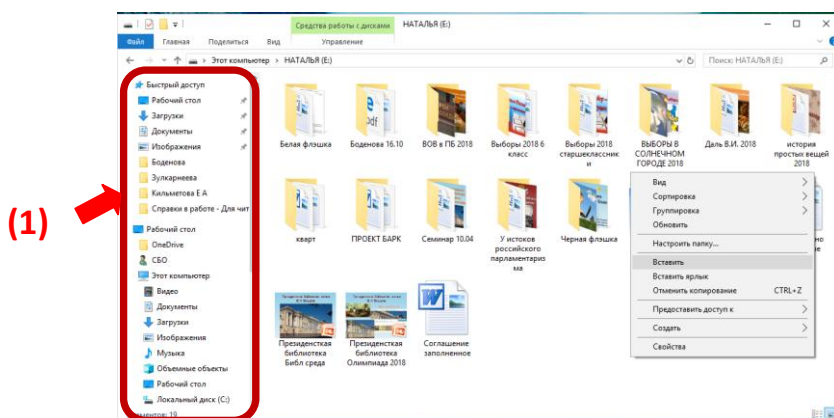 Средства работы с дисками
НАТАЛЬЯ (E:)
Файл
Главная
Поделиться
Вид
Управление
Этот компьютер > НАТАЛЬЯ (E:)
Поиск: НАТАЛЬЯ (E:)
(1)
Быстрый доступ
Рабочий стол
Загрузки
Документы
Изображения
Боденова
Зулкарнеева
Кильметова Е А
Справки в работе - Для чит
Рабочий стол
OneDrive
СБО
Этот компьютер
Видео
Документы
Загрузки
Изображения
Музыка
Объемные объекты
Рабочий стол
Локальный диск (C:)
ментов: 19
Белая флэшка
Боденова 16.10
ВОВ в ПБ 2018
Выборы 2018 6
класс
Выборы 2018
старшеклассник
и
ВЫБОРЫ В
СОЛНЕЧНОМ
ГОРОДЕ 2018
Даль В.И. 2018
история
простых вещей
2018
кварт
ПРОЕКТ БАРК
Семинар 10.04
У истоков
российского
парламентариз
ма
Черная флэшка
Президентская
библиотека
Библ среда
Президентская
библиотека
Олимпиада 2018
Соглашение
заполненное
Вид
Сортировка
Группировка
Обновить
Настроить папку...
Вставить
Вставить ярлык
Отменить копирование CTRL+Z
Предоставить доступ к
Создать
Свойства